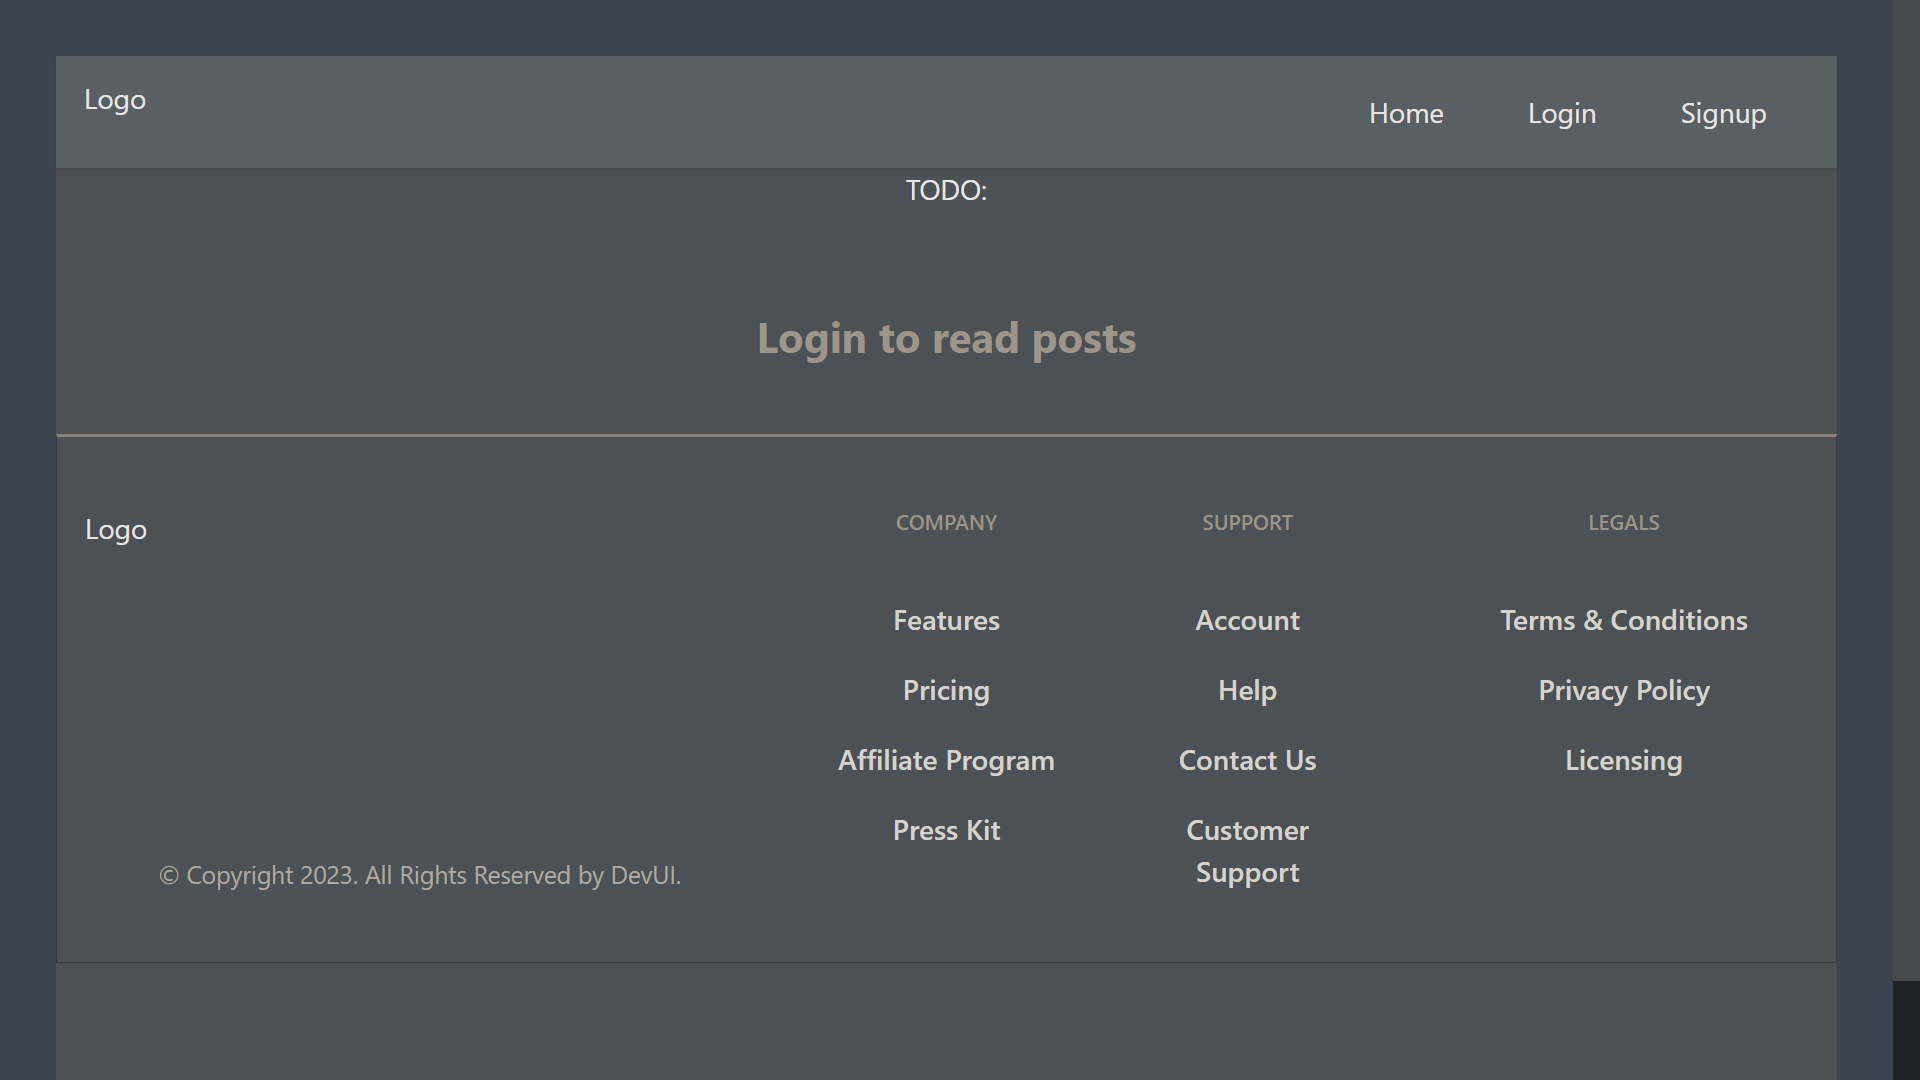 Logo
Home
Login
Signup
TODO:
Login to read posts
Logo
© Copyright 2023. All Rights Reserved by DevUI.
COMPANY
Features
Pricing
Affiliate Program
Press Kit
SUPPORT
Account
Help
Contact Us
Customer
Support
LEGALS
Terms & Conditions
Privacy Policy
Licensing